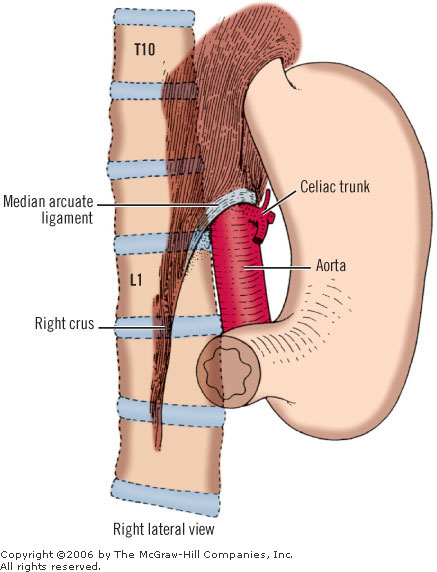 T10
Celiac trunk
Median arcuate
ligament
Aorta
L1
Right crus
Right lateral view
Copyright ©2006 by The McGraw-Hill Companies, Inc.
All rights reserved.